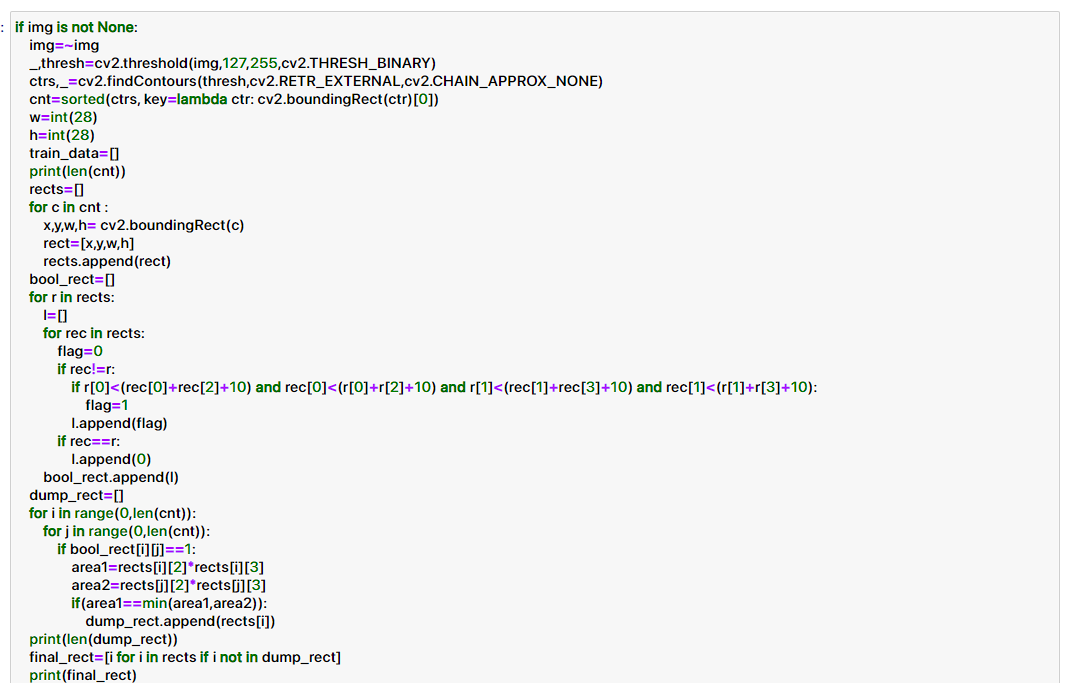 : if img is not None:
img=~img
_,thresh=cv2.threshold(img,127,255,cv2.THRESH_BINARY)
ctrs,_=cv2.findContours(thresh,cv2.RETR_EXTERNAL,cv2.CHAIN_APPROX_NONE)
cnt=sorted(ctrs, key=lambda ctr: cv2.boundingRect(ctr)[0])
w=int(28)
h=int(28)
train_data=[]
print(len(cnt))
rects=[]
for c in cnt :
x,y,w,h= cv2.boundingRect(c)
rect=[x,y,w,h]
rects.append(rect)
bool_rect=[]
for r in rects:
l=[]
for rec in rects:
flag=0
if rec!=r:
if r[0]<(rec[0]+rec[2]+10) and rec[0]<(r[0]+r[2]+10) and r[1]<(rec[1]+rec[3]+10) and rec[1]<(r[1]+r[3]+10):
flag=1
l.append(flag)
if rec==r:
l.append(0)
bool_rect.append(l)
dump_rect=[]
for i in range(0,len(cnt)):
for j in range(0,len(cnt)):
if bool_rect[i][j]==1:
area1=rects[i][2]*rects[i][3]
area2=rects[j][2]*rects[j][3]
if(area1==min(area1,area2)):
dump_rect.append(rects[i])
print(len(dump_rect))
final_rect=[i for i in rects if i not in dump_rect]
print(final_rect)